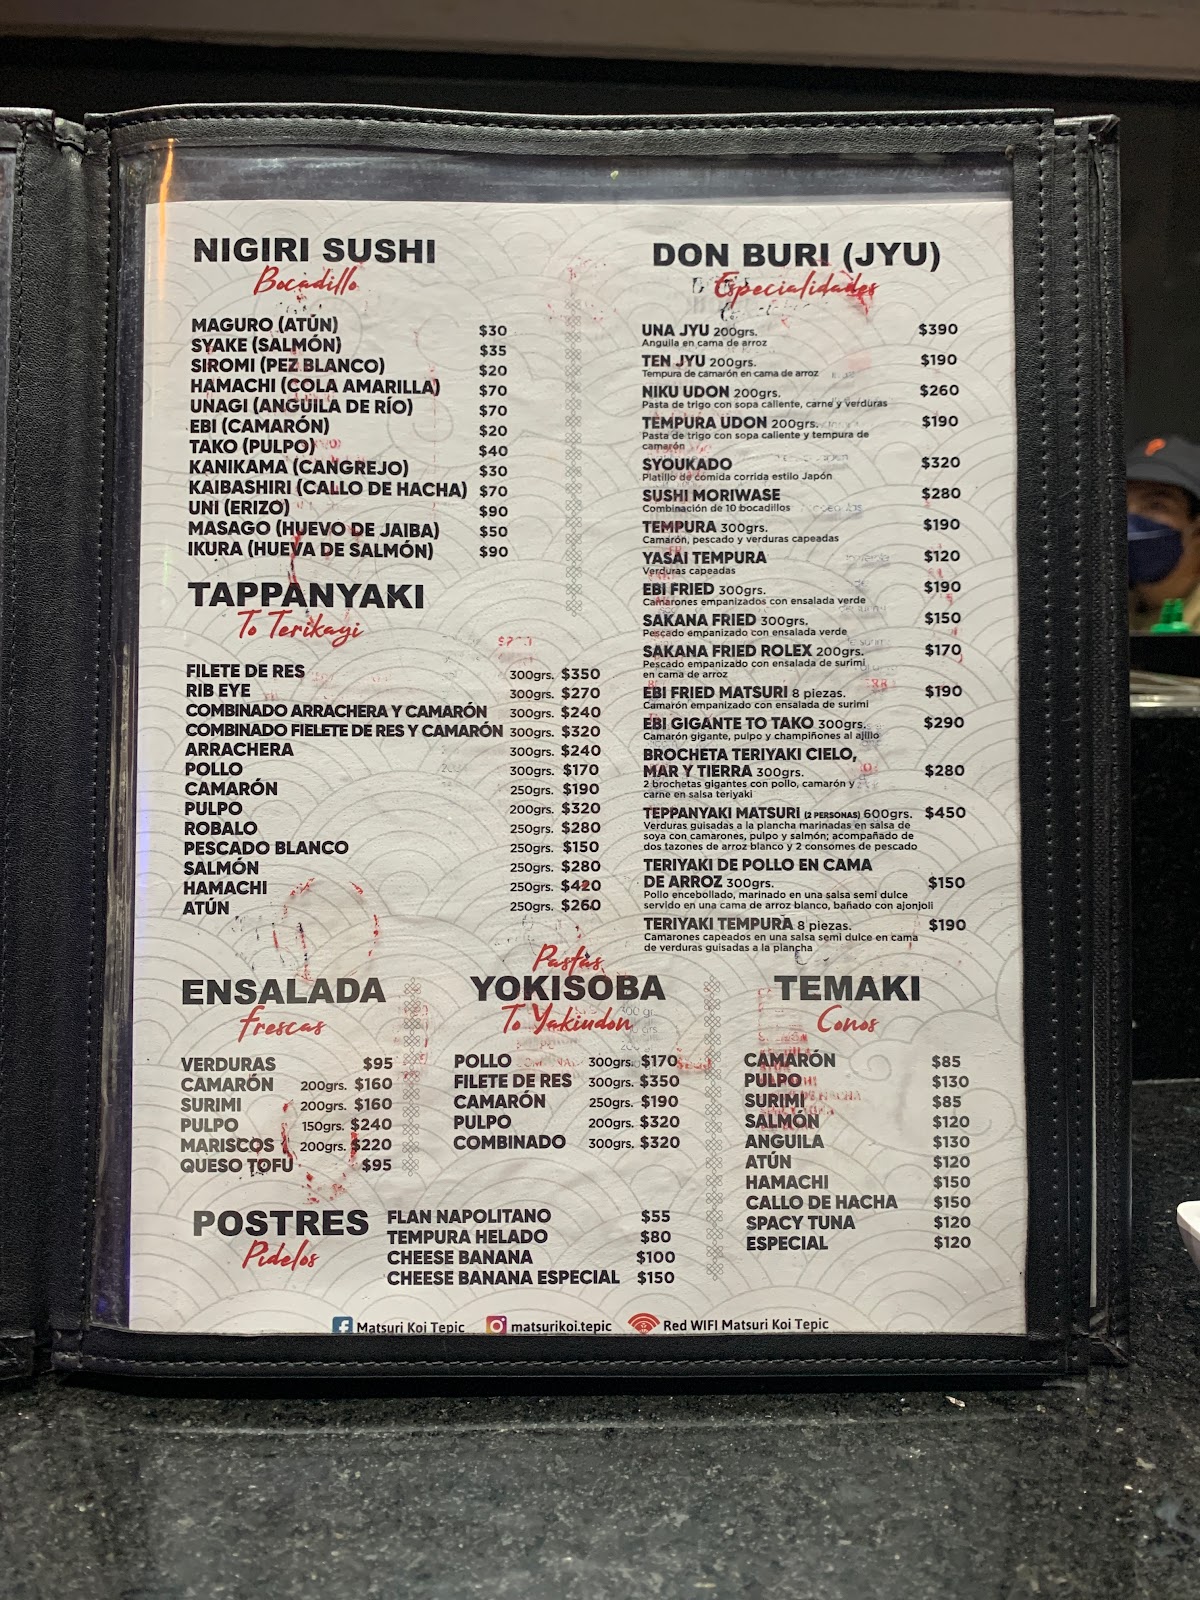 NIGIRI SUSHI
Bocadillo
MAGURO (ATÚN) $30
SYAKE (SALMÓN) $35
SIROMI (PEZ BLANCO) $20
HAMACHI (COLA AMARILLA) $70
UNAGI (ANGUILA DE RÍO) $70
EBI (CAMARÓN) $20
TAKO (PULPO) $40
KANIKAMA (CANGREJO) $30
KAIBASHIRI (CALLO DE HACHA) $70
UNI (ERIZO) $90
MASAGO (HUEVO DE JAIBA) $50
IKURA (HUEVA DE SALMÓN) $90
TAPPANYAKI
To Terikayi
FILETE DE RES 300grs. $350
RIB EYE 300grs. $270
COMBINADO ARRACHERA Y CAMARÓN 300grs. $240
COMBINADO FIELETE DE RES Y CAMARÓN 300grs. $320
ARRACHERA 300grs. $240
POLLO 300grs. $170
CAMARÓN 250grs. $190
PULPO 200grs. $320
ROBALO 250grs. $280
PESCADO BLANCO 250grs. $150
SALMÓN 250grs. $280
HAMACHI 250grs. $420
ATÚN 250grs. $260
DON BURI (JYU)
Especialidades
UNA JYU 200grs. $390
Anguila en cama de arroz
TEN JYU 200grs. $190
Tempura de camarón en cama de arroz
NIKU UDON 200grs. $260
Pasta de trigo con sopa caliente, carne y verduras
TEMPURA UDON 200grs. $190
Pasta de trigo con sopa caliente y tempura de
camarón
SYOUKADO $320
Platillo de comida corrida estilo Japón
SUSHI MORIWASE $280
Combinación de 10 bocadillos
TEMPURA 300grs. $190
Camarón, pescado y verduras capeadas
YASAI TEMPURA $120
Verduras capeadas
EBI FRIED 300grs. $190
Camarones empanizados con ensalada verde
SAKANA FRIED 300grs. $150
Pescado empanizado con ensalada verde
SAKANA FRIED ROLEX 200grs. $170
Pescado empanizado con ensalada de surimi
en cama de arroz
EBI FRIED MATSURI 8 piezas. $190
Camarón empanizado con ensalada de surimi
EBI GIGANTE TO TAKO 300grs. $290
Camarón gigante, pulpo y champiñones al ajillo
BROCHETA TERIYAKI CIELO,
MAR Y TIERRA 300grs. $280
2 brochetas gigantes con pollo, camarón y
carne en salsa teriyaki
TEPPANYAKI MATSURI (2 PERSONAS) 600grs. $450
Verduras guisadas a la plancha marinadas en salsa de
soya con camarones, pulpo y salmón; acompañado de
dos tazones de arroz blanco y 2 consomes de pescado
TERIYAKI DE POLLO EN CAMA
DE ARROZ 300grs. $150
Pollo encebollado, marinado en una salsa semi dulce
servido en una cama de arroz blanco, bañado con ajonjoli
TERIYAKI TEMPURA 8 piezas. $190
Camarones capeados en una salsa semi dulce en cama
de verduras guisadas a la plancha
ENSALADA
Frescas
VERDURAS $95
CAMARÓN 200grs. $160
SURIMI 200grs. $160
PULPO 150grs. $240
MARISCOS 200grs. $220
QUESO TOFU $95
Pastas
YOKISOBA
To Yakiudon
POLLO 300grs. $170
FILETE DE RES 300grs. $350
CAMARÓN 250grs. $190
PULPO 200grs. $320
COMBINADO 300grs. $320
TEMAKI
Conos
CAMARÓN $85
PULPO $130
SURIMI $85
SALMÓN $120
ANGUILA $130
ATÚN $120
HAMACHI $150
CALLO DE HACHA $150
SPACY TUNA $120
ESPECIAL $120
POSTRES
Pidelos
FLAN NAPOLITANO $55
TEMPURA HELADO $80
CHEESE BANANA $100
CHEESE BANANA ESPECIAL $150
Matsuri Koi Tepic matsurikoi.tepic Red WIFI Matsuri Koi Tepic